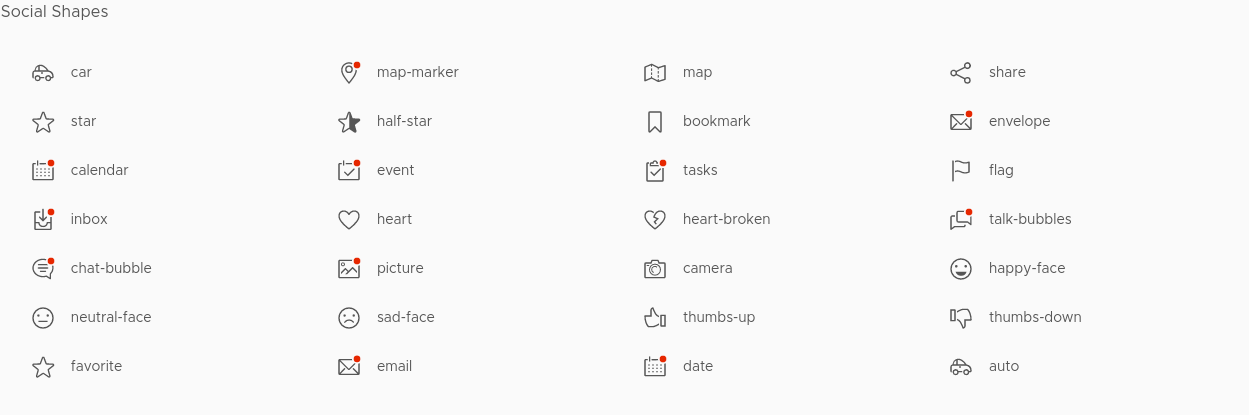 Social Shapes
car
map-marker
map
share
star
half-star
bookmark
envelope
calendar
event
tasks
flag
inbox
heart
heart-broken
talk-bubbles
chat-bubble
picture
camera
happy-face
neutral-face
sad-face
thumbs-up
thumbs-down
favorite
email
date
auto